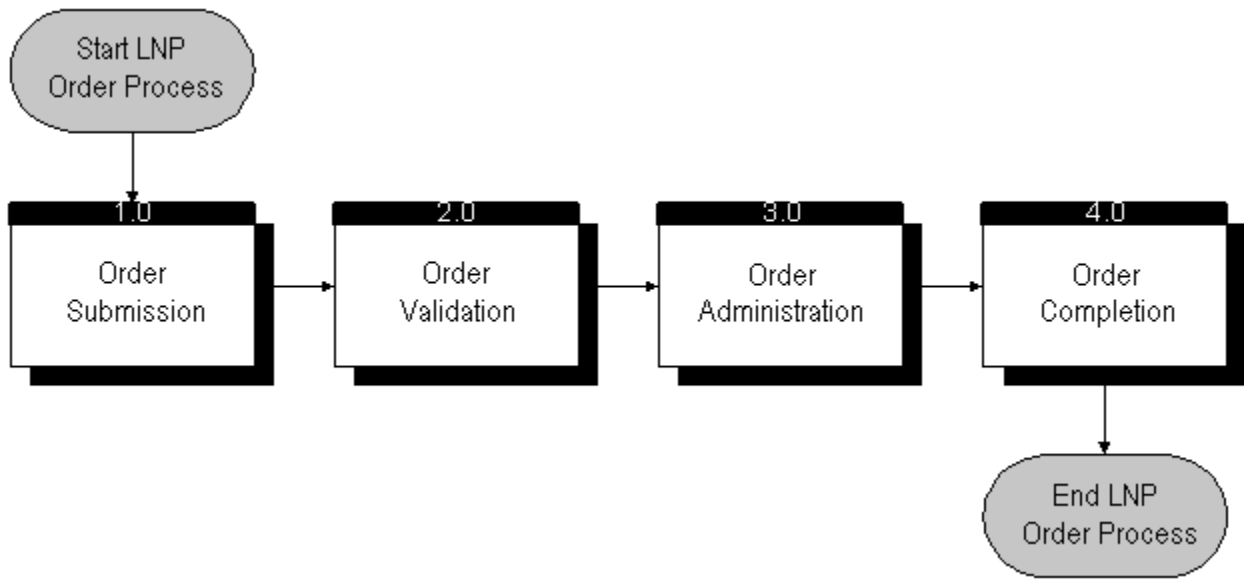 Start LNP
Order Process
1.0
Order
Submission
2.0
Order
Validation
3.0
Order
Administration
4.0
Order
Completion
End LNP
Order Process